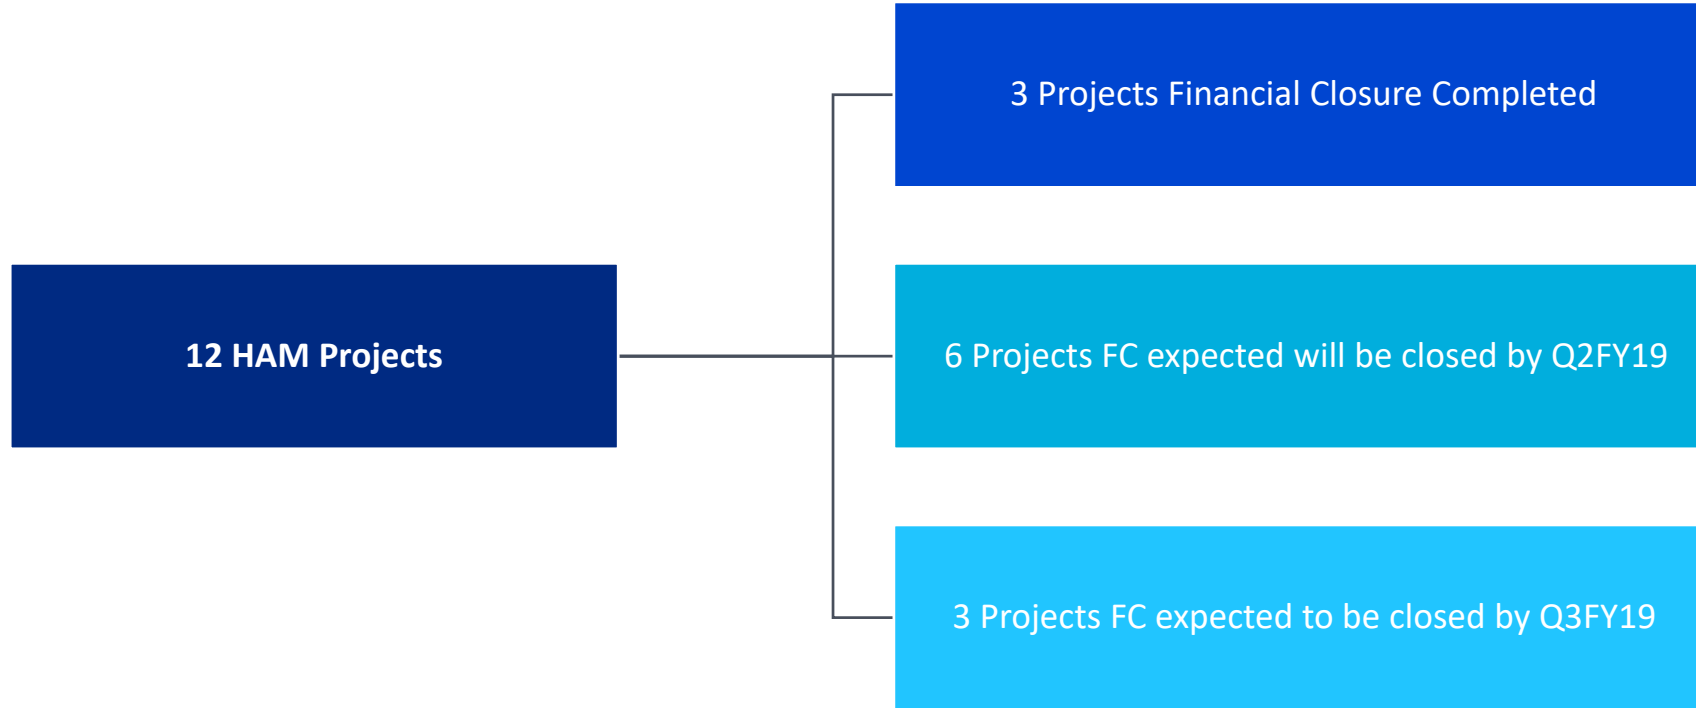 3 Projects Financial Closure Completed
12 HAM Projects
6 Projects FC expected will be closed by Q2FY19
3 Projects FC expected to be closed by Q3FY19